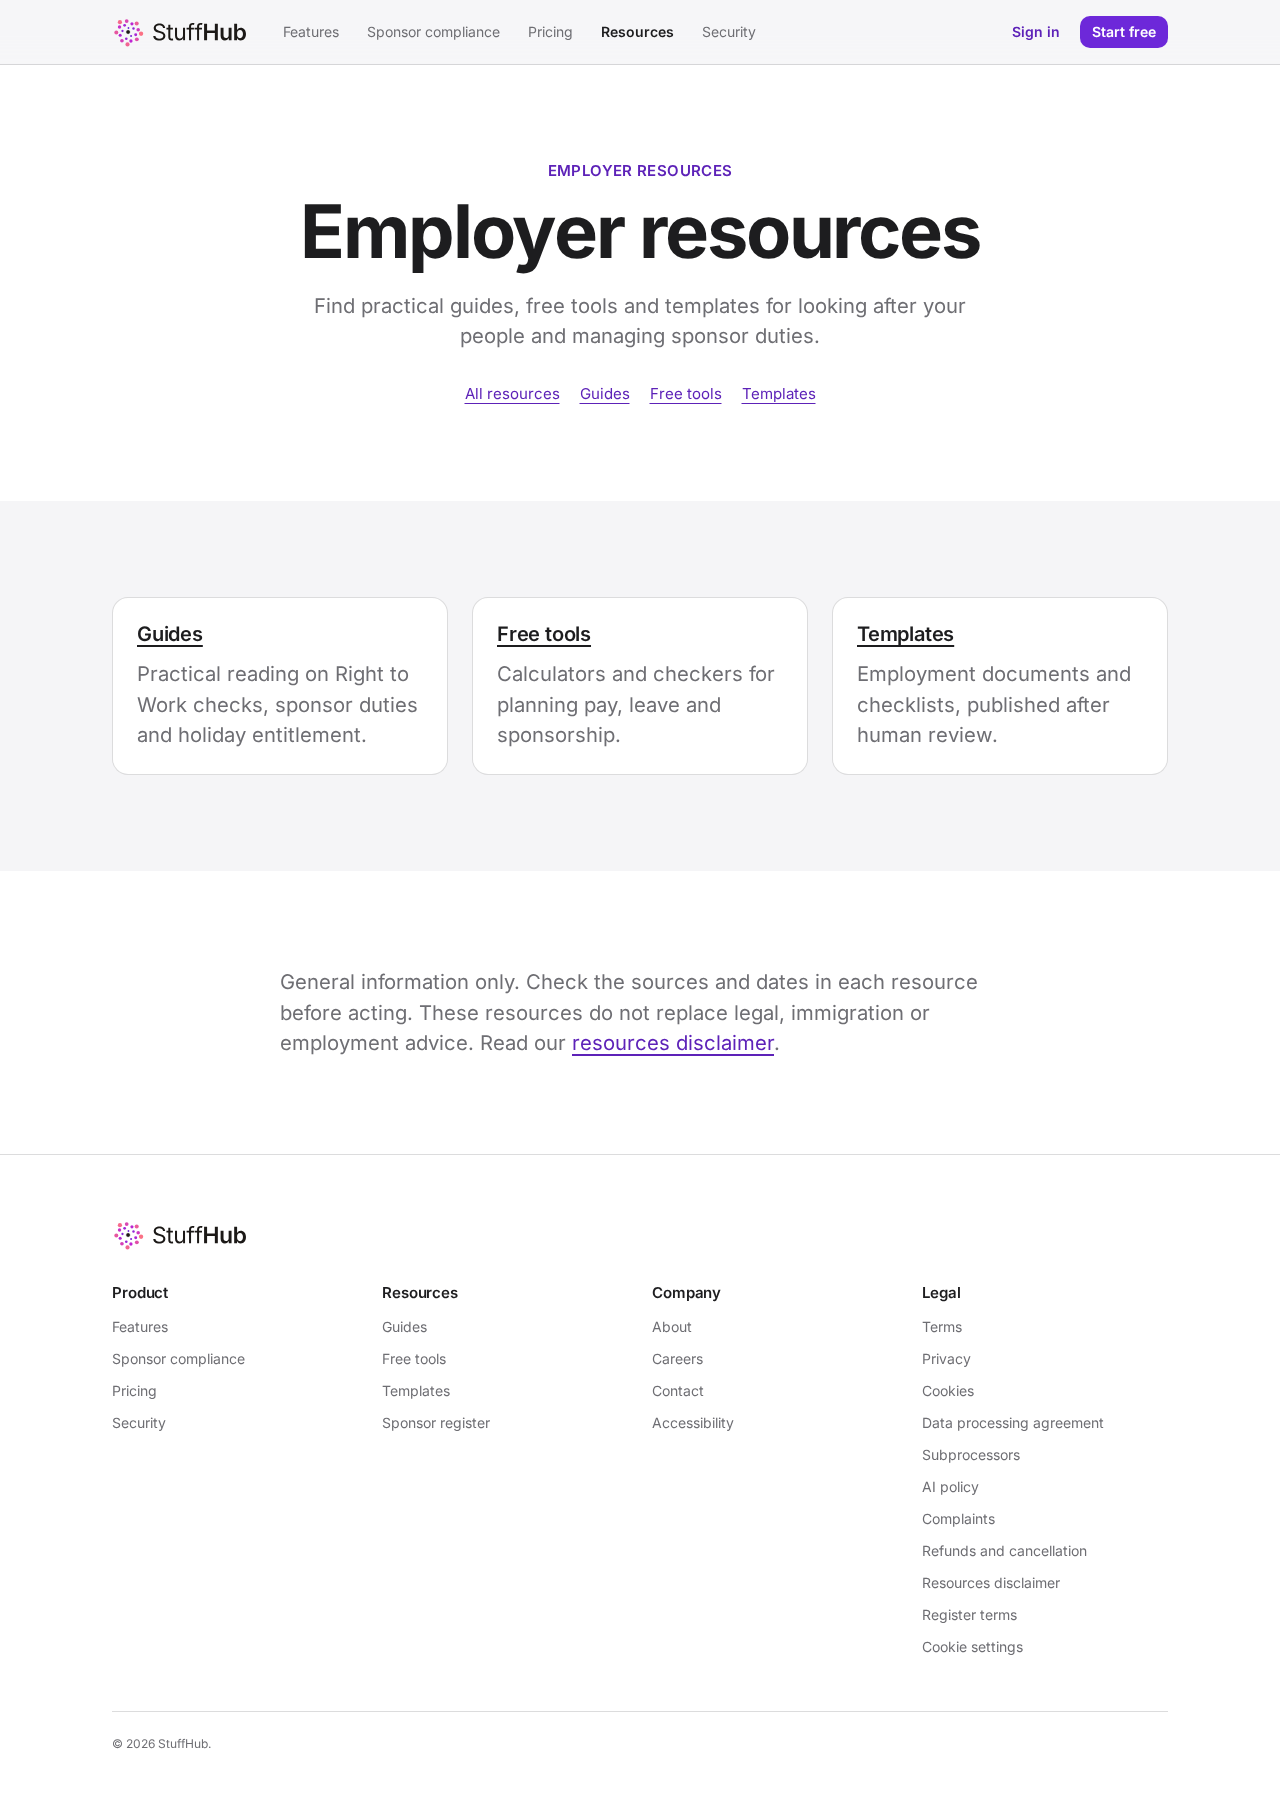 StuffHub
Features
Sponsor compliance
Pricing
Resources
Security
Sign in
Start free
EMPLOYER RESOURCES
Employer resources
Find practical guides, free tools and templates for looking after your
people and managing sponsor duties.
All resources
Guides
Free tools
Templates
Guides
Practical reading on Right to
Work checks, sponsor duties
and holiday entitlement.
Free tools
Calculators and checkers for
planning pay, leave and
sponsorship.
Templates
Employment documents and
checklists, published after
human review.
General information only. Check the sources and dates in each resource
before acting. These resources do not replace legal, immigration or
employment advice. Read our resources disclaimer.
StuffHub
Product
Features
Sponsor compliance
Pricing
Security
Resources
Guides
Free tools
Templates
Sponsor register
Company
About
Careers
Contact
Accessibility
Legal
Terms
Privacy
Cookies
Data processing agreement
Subprocessors
AI policy
Complaints
Refunds and cancellation
Resources disclaimer
Register terms
Cookie settings
© 2026 StuffHub.